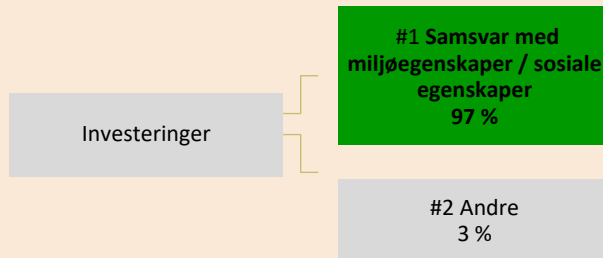 #1 Samsvar med
miljøegenskaper / sosiale
egenskaper
97 %
Investeringer
#2 Andre
3 %